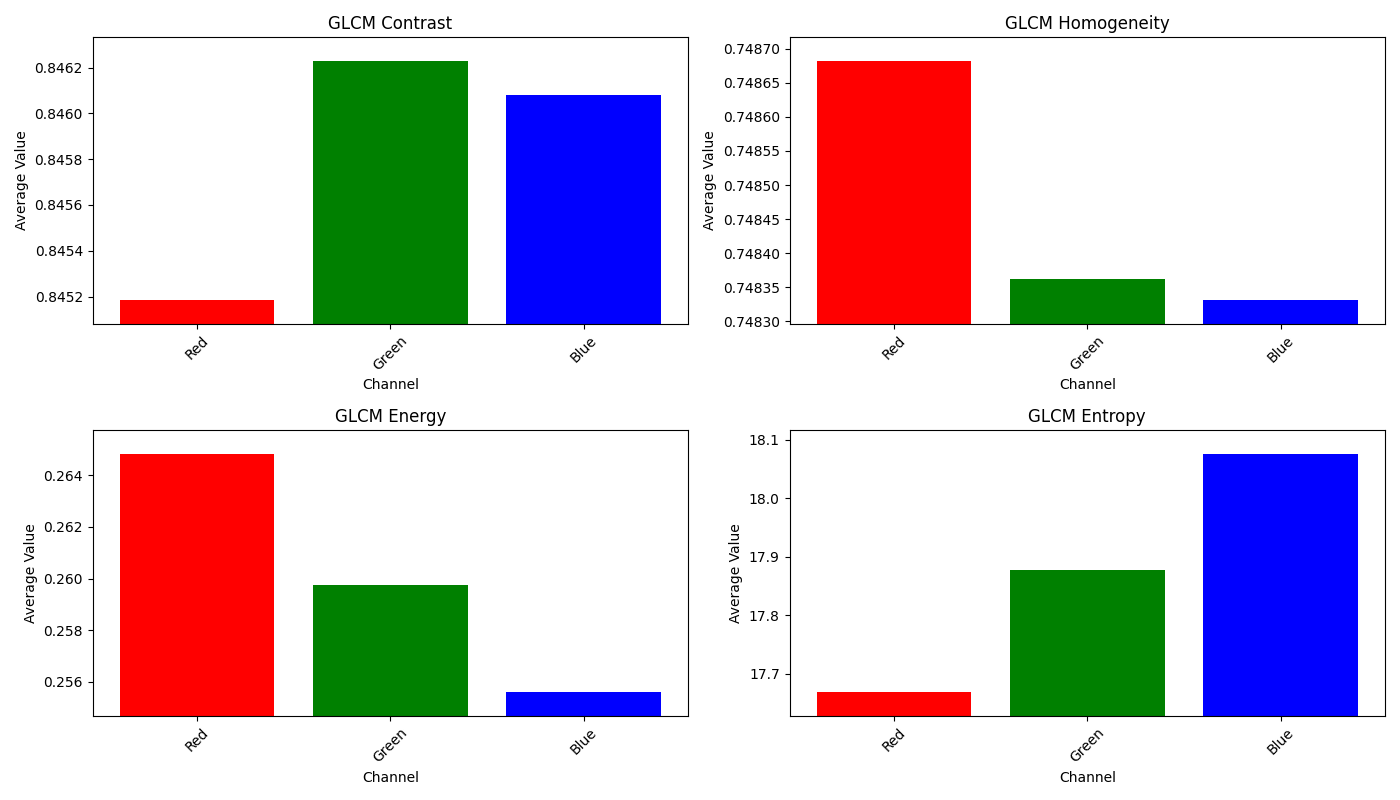 GLCM Contrast
Average Value
0.8462
0.8460
0.8458
0.8456
0.8454
0.8452
Red
Green
Blue
Channel
GLCM Homogeneity
Average Value
0.74870
0.74865
0.74860
0.74855
0.74850
0.74845
0.74840
0.74835
0.74830
Red
Green
Blue
Channel
GLCM Energy
Average Value
0.264
0.262
0.260
0.258
0.256
Red
Green
Blue
Channel
GLCM Entropy
Average Value
18.1
18.0
17.9
17.8
17.7
Red
Green
Blue
Channel